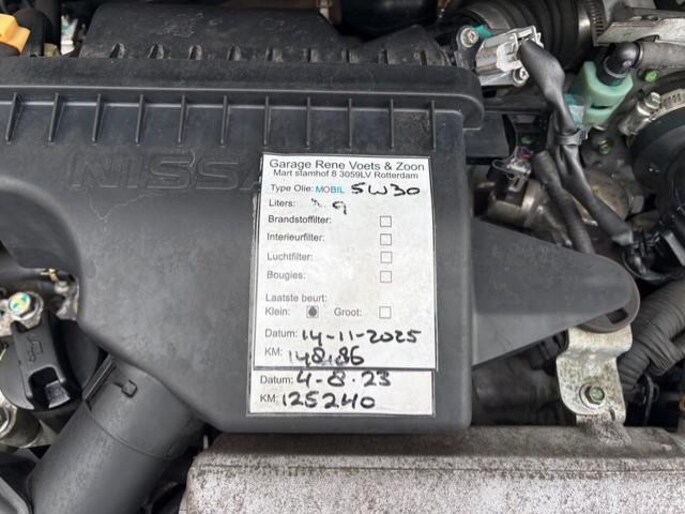 NISSA
Garage Rene Voets & Zoon
Mart stamhof 8 3059LV Rotterdam
Type Olie: MOBIL 5W30
Liters:
Brandstoffilter:
Interieurfilter:
Luchtfilter:
Bougies:
Laatste beurt:
Klein: Groot:
Datum: 14-11-2025
KM: 148186
Datum: 4-8-23
KM: 125240